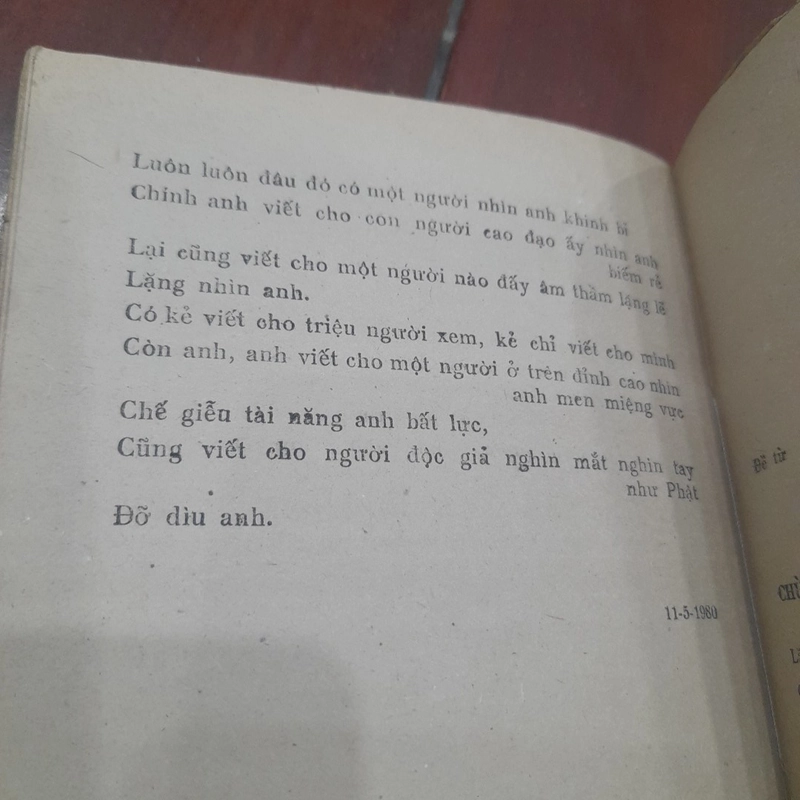 Luôn luôn đâu đó có một người nhìn anh khinh bỉ
Chính anh viết cho con người cao đạo ấy nhìn anh
hiếm rẻ
Lại cũng viết cho một người nào đấy âm thầm lặng lẽ
Lặng nhìn anh.
Có kẻ viết cho triệu người xem, kẻ chỉ viết cho mình
Còn anh, anh viết cho một người ở trên đỉnh cao nhìn
anh men miệng vực
Chế giễu tài năng anh bất lực,
Cũng viết cho người độc giả nghìn mắt nghìn tay
như Phật
Đỡ dìu anh.
11-5-1980
Đề từ